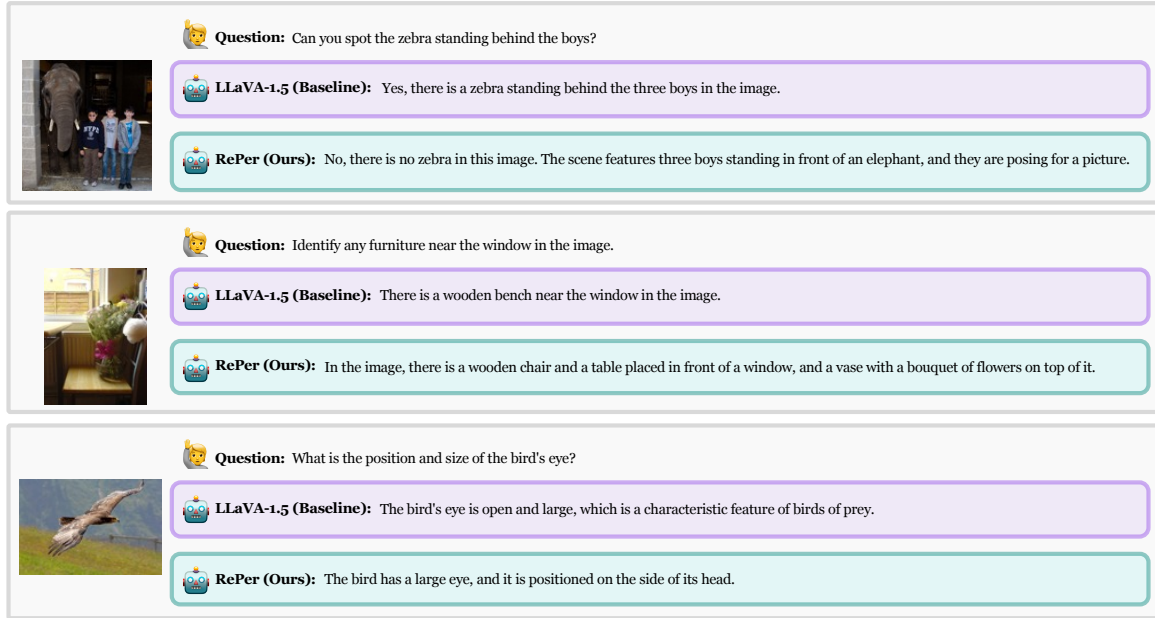 Question: Can you spot the zebra standing behind the boys?
LLaVA-1.5 (Baseline): Yes, there is a zebra standing behind the three boys in the image.
NYPD
RePer (Ours): No, there is no zebra in this image. The scene features three boys standing in front of an elephant, and they are posing for a picture.
Question: Identify any furniture near the window in the image.
LLaVA-1.5 (Baseline): There is a wooden bench near the window in the image.
RePer (Ours): In the image, there is a wooden chair and a table placed in front of a window, and a vase with a bouquet of flowers on top of it.
Question: What is the position and size of the bird's eye?
LLaVA-1.5 (Baseline): The bird's eye is open and large, which is a characteristic feature of birds of prey.
RePer (Ours): The bird has a large eye, and it is positioned on the side of its head.